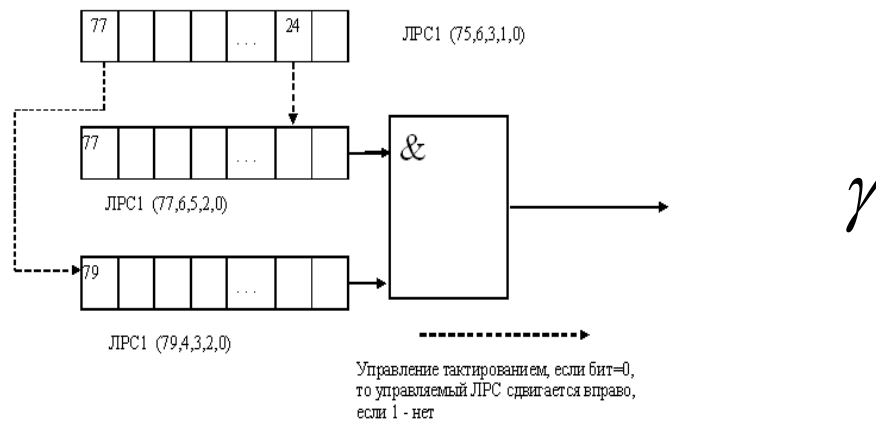 77 ... 24
ЛРС1 (75,6,3,1,0)
77 ...
&
ЛРС1 (77,6,5,2,0)
γ
79 ...
ЛРС1 (79,4,3,2,0)
Управление тактированием, если бит=0,
то управляемый ЛРС сдвигается вправо,
если 1 - нет